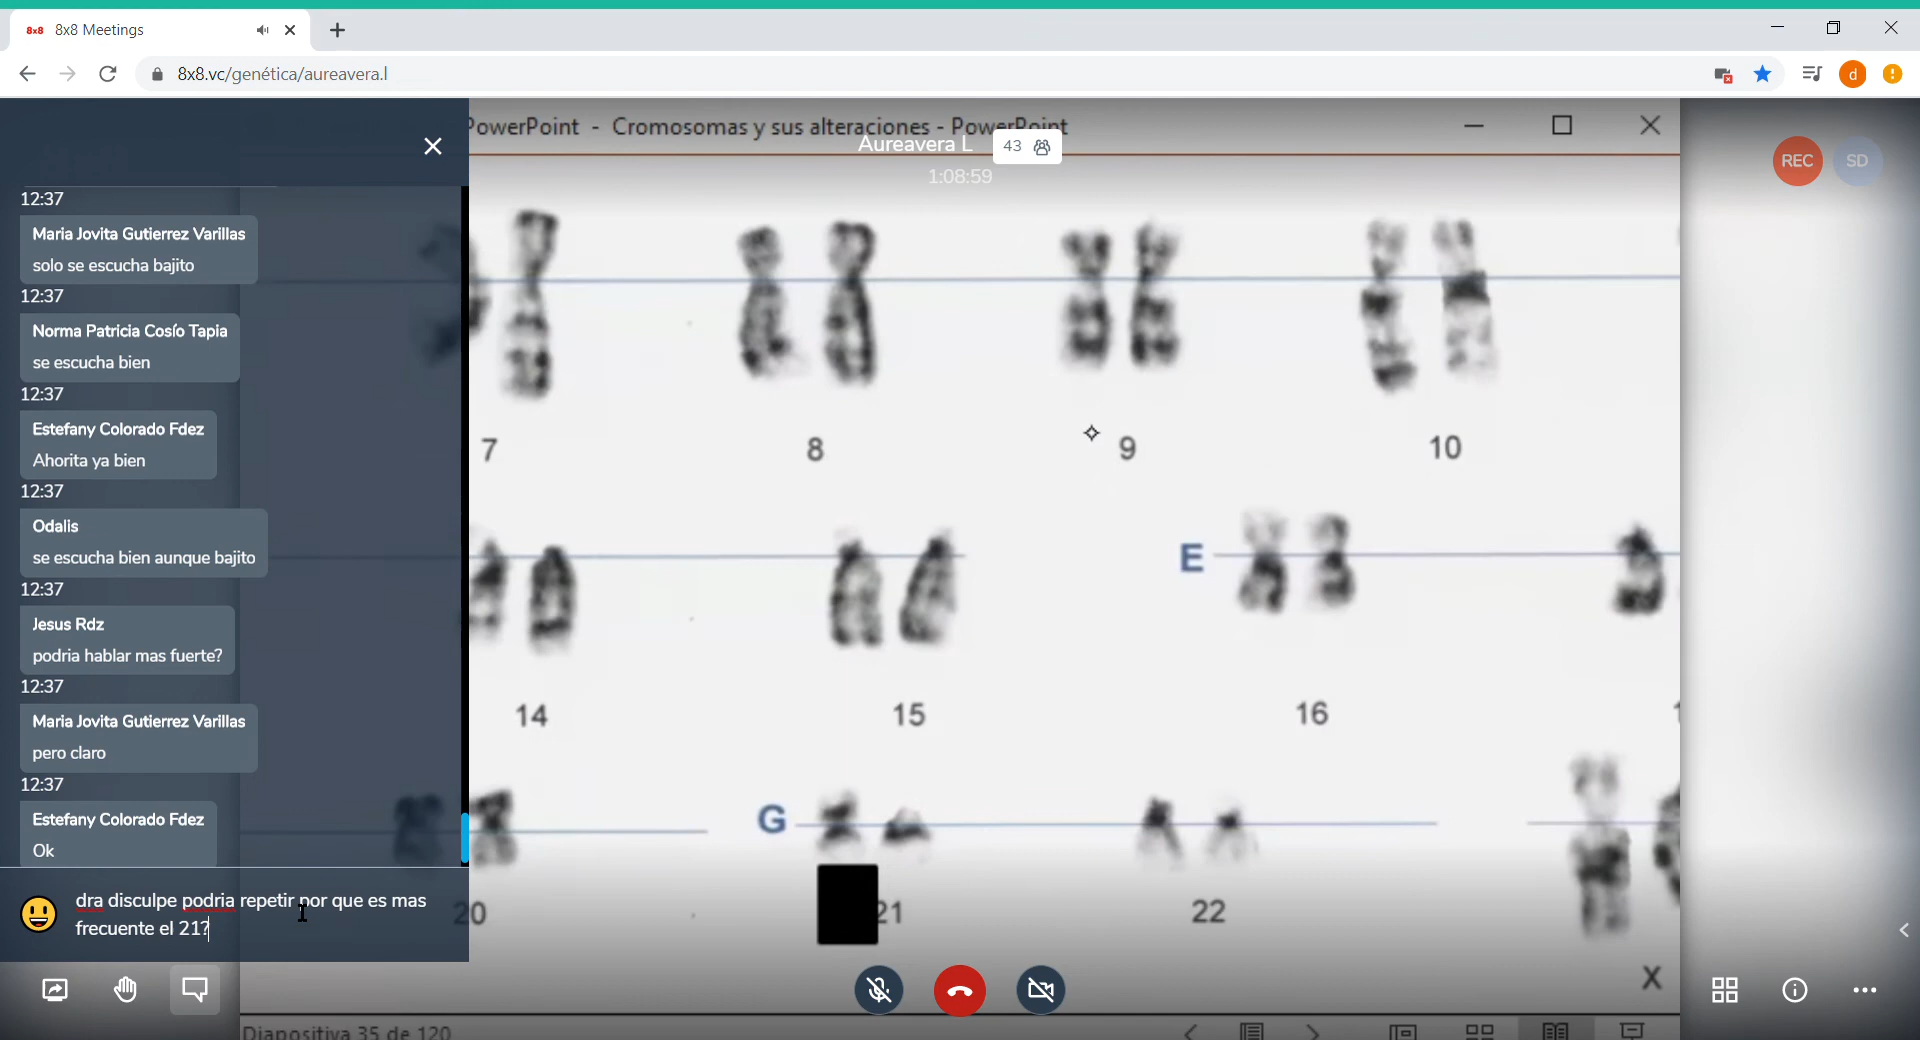 8x8 8x8 Meetings
8x8.vc/genética/aureavera.l
d
PowerPoint - Cromosomas y sus alteraciones - PowerPoint
Aureavera L
43
1:08:59
REC
SD
12:37
Maria Jovita Gutierrez Varillas
solo se escucha bajito
12:37
Norma Patricia Cosío Tapia
se escucha bien
12:37
Estefany Colorado Fdez
Ahorita ya bien
12:37
Odalis
se escucha bien aunque bajito
12:37
Jesus Rdz
podria hablar mas fuerte?
12:37
Maria Jovita Gutierrez Varillas
pero claro
12:37
Estefany Colorado Fdez
Ok
dra disculpe podria repetir por que es mas
frecuente el 21?
7 8 9 10
E
14 15 16
G
20 21 22
X
Diapositiva 35 de 120